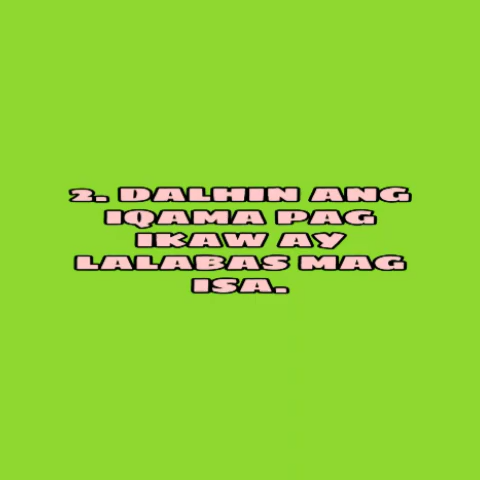 2. DALHIN ANG
IQAMA PAG
IKAW AY
LALABAS MAG
ISA.